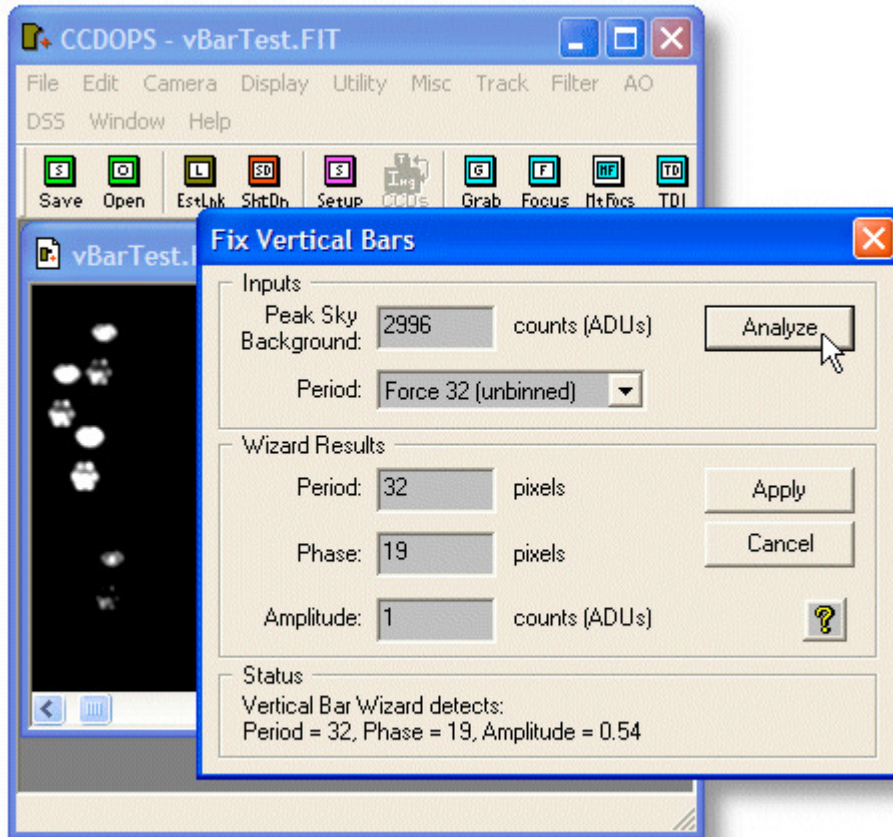 CCDOPS - vBarTest.FIT
File Edit Camera Display Utility Misc Track Filter AO
DSS Window Help
S O L SD S T Img G F MF TD
Save Open EstLnk ShtDn Setup CCDs Grab Focus MtFocs TDI
vBarTest.
Fix Vertical Bars
Inputs
Peak Sky
Background: 2996 counts (ADUs) Analyze
Period: Force 32 (unbinned)
Wizard Results
Period: 32 pixels Apply
Phase: 19 pixels Cancel
Amplitude: 1 counts (ADUs) ?
Status
Vertical Bar Wizard detects:
Period = 32, Phase = 19, Amplitude = 0.54